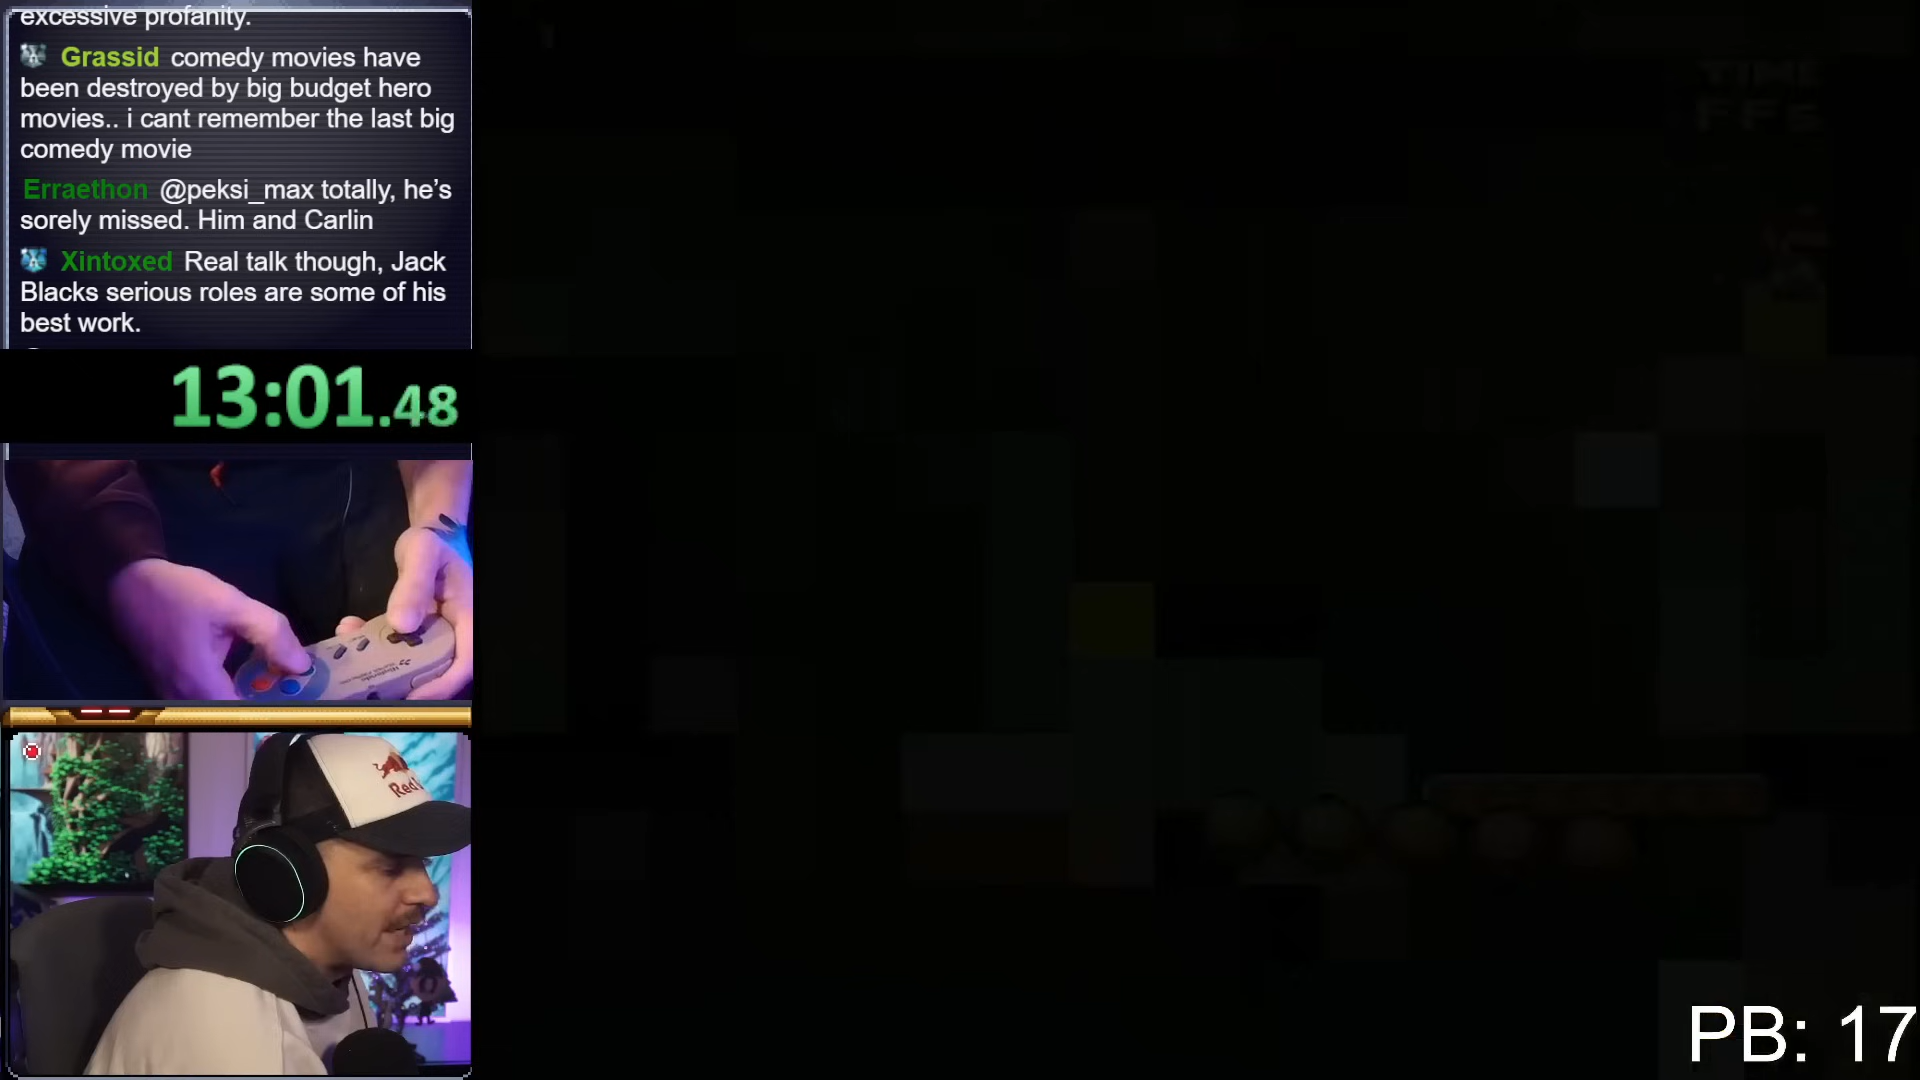 excessive profanity.
Grassid comedy movies have
been destroyed by big budget hero
movies.. i cant remember the last big
comedy movie
Erraethon @peksi_max totally, he's
sorely missed. Him and Carlin
Xintoxed Real talk though, Jack
Blacks serious roles are some of his
best work.
13:01.48
TIME
Red
PB: 17